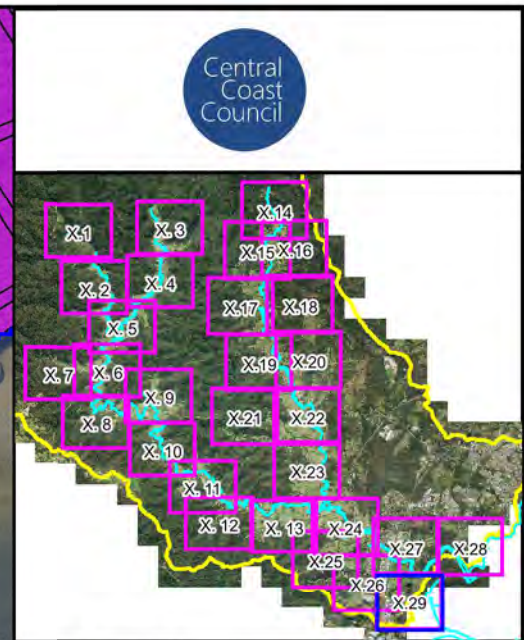 Central
Coast
Council
X.14
X.1
X. 3
X.15
X.16
X. 2
X. 4
X.17
X.18
X. 5
X.19
X.20
X. 7
X. 6
X. 9
X. 8
X.21
X.22
X. 10
X.23
X. 11
X. 12
X. 13
X.24
X.27
X.28
X.25
X.26
X.29